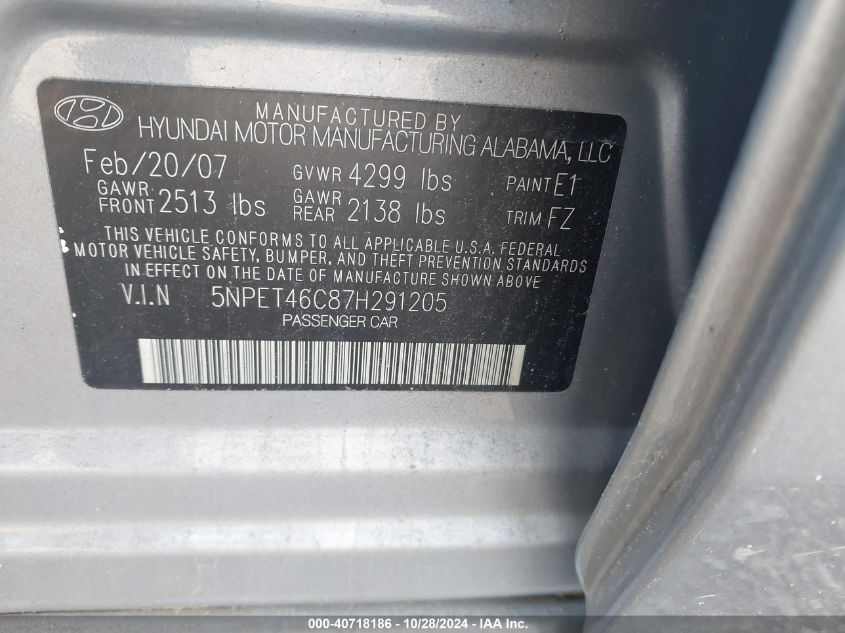 MANUFACTURED BY
HYUNDAI MOTOR MANUFACTURING ALABAMA, LLC
Feb/20/07 GVWR 4299 lbs PAINT E1
GAWR FRONT 2513 lbs GAWR REAR 2138 lbs TRIM FZ
THIS VEHICLE CONFORMS TO ALL APPLICABLE U.S.A. FEDERAL
MOTOR VEHICLE SAFETY, BUMPER, AND THEFT PREVENTION STANDARDS
IN EFFECT ON THE DATE OF MANUFACTURE SHOWN ABOVE
V.I.N 5NPET46C87H291205
PASSENGER CAR
000-40718186 - 10/28/2024 - IAA Inc.